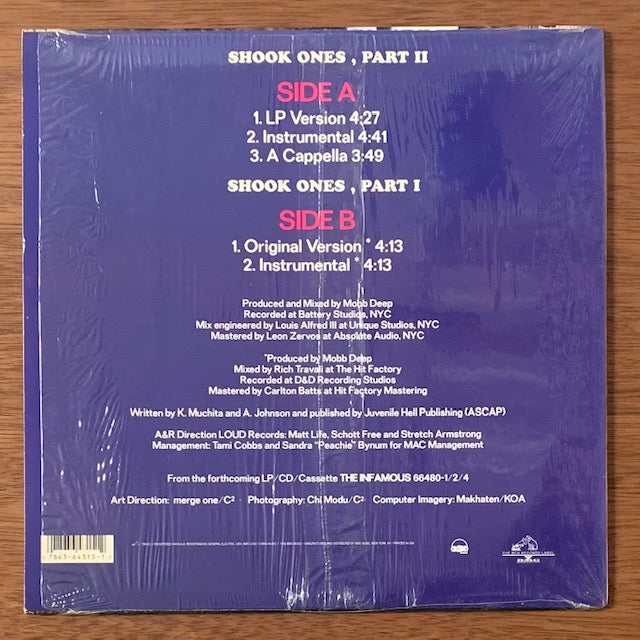 SHOOK ONES , PART II
SIDE A
1. LP Version 4:27
2. Instrumental 4:41
3. A Cappella 3:49
SHOOK ONES , PART I
SIDE B
1. Original Version * 4:13
2. Instrumental * 4:13
Produced and Mixed by Mobb Deep
Recorded at Battery Studios, NYC
Mix engineered by Louis Alfred III at Unique Studios, NYC
Mastered by Leon Zervos at Absolute Audio, NYC
*Produced by Mobb Deep
Mixed by Rich Travali at The Hit Factory
Recorded at D&D Recording Studios
Mastered by Carlton Batts at Hit Factory Mastering
Written by K. Muchita and A. Johnson and published by Juvenile Hell Publishing (ASCAP)
A&R Direction LOUD Records: Matt Life, Schott Free and Stretch Armstrong
Management: Tami Cobbs and Sandra "Peachie" Bynum for MAC Management
From the forthcoming LP/CD/Cassette THE INFAMOUS 66480-1/2/4
Art Direction: merge one/C² · Photography: Chi Modu/C² · Computer Imagery: Makhaten/KOA